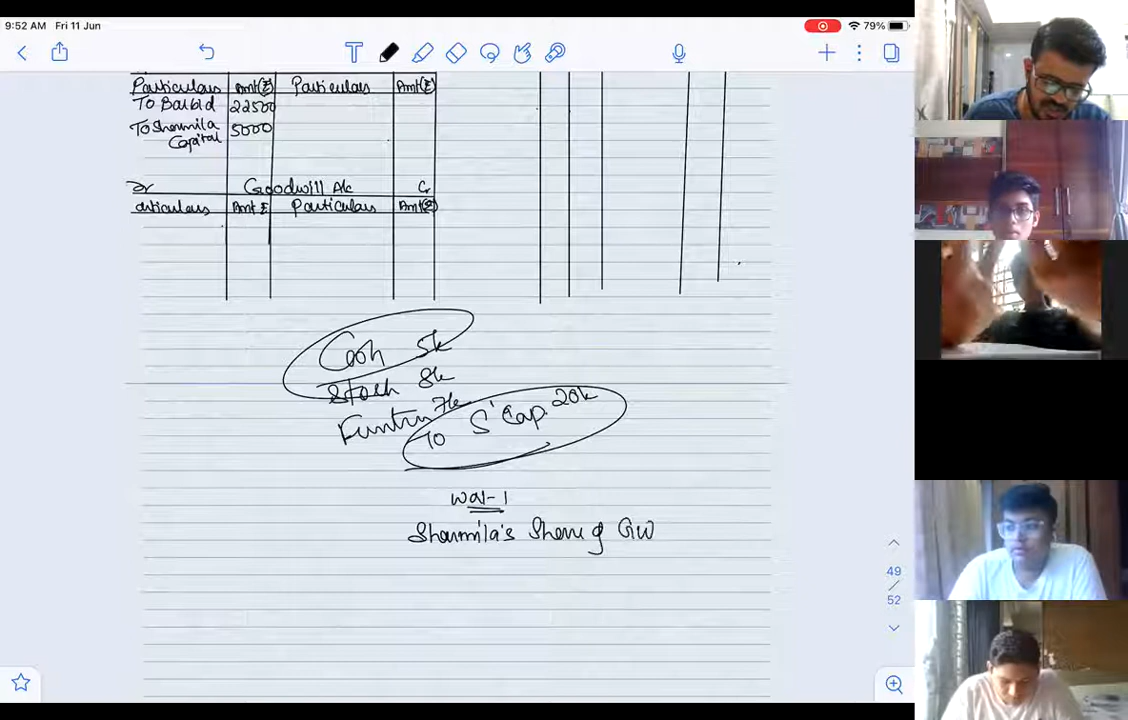 9:52 AM Fri 11 Jun
79%
Particulars Amt(₹) Particulars Amt(₹)
To Bal b/d 22500
To Sharmila Capital 5000
Dr Goodwill A/c Cr
articulars Amt ₹ Particulars Amt(₹)
Cash 5k
Stock 8k
7k
To S' Cap. 20k
WN-1
Sharmila's Share of GW
49
/
52